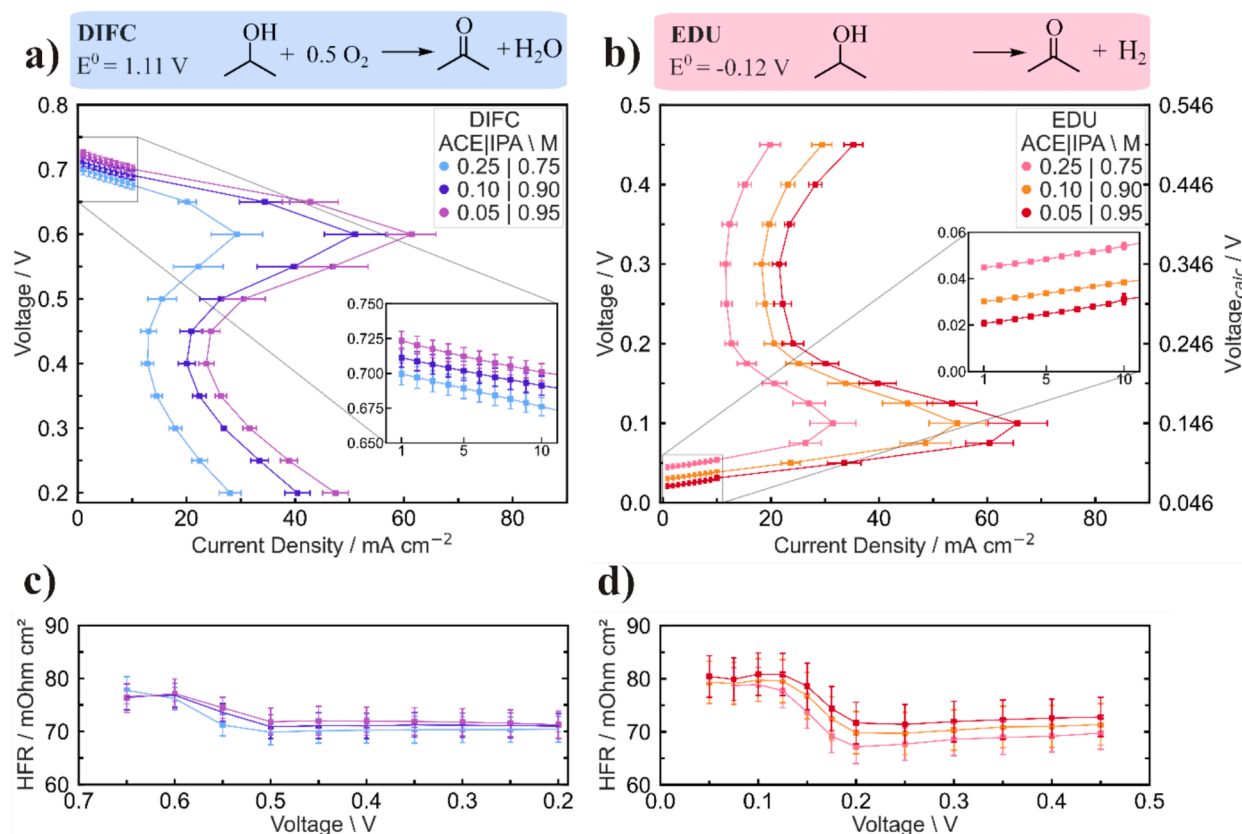 a)
DIFC
E⁰ = 1.11 V
OH
+ 0.5 O₂
O
+H₂O
b)
EDU
E⁰ = -0.12 V
OH
O
+ H₂
0.8
0.7
0.6
0.5
0.4
0.3
0.2
Voltage / V
DIFC
ACE|IPA \ M
0.25 | 0.75
0.10 | 0.90
0.05 | 0.95
0.750
0.725
0.700
0.675
0.650
1
5
10
0
20
40
60
80
Current Density / mA cm⁻²
0.5
0.4
0.3
0.2
0.1
0.0
Voltage / V
EDU
ACE|IPA \ M
0.25 | 0.75
0.10 | 0.90
0.05 | 0.95
0.06
0.04
0.02
0.00
1
5
10
0.546
0.446
0.346
0.246
0.146
0.046
Voltage_calc / V
0
20
40
60
80
Current Density / mA cm⁻²
c)
90
80
70
60
HFR / mOhm cm²
0.7
0.6
0.5
0.4
0.3
0.2
Voltage \ V
d)
90
80
70
60
HFR / mOhm cm²
0.0
0.1
0.2
0.3
0.4
0.5
Voltage \ V